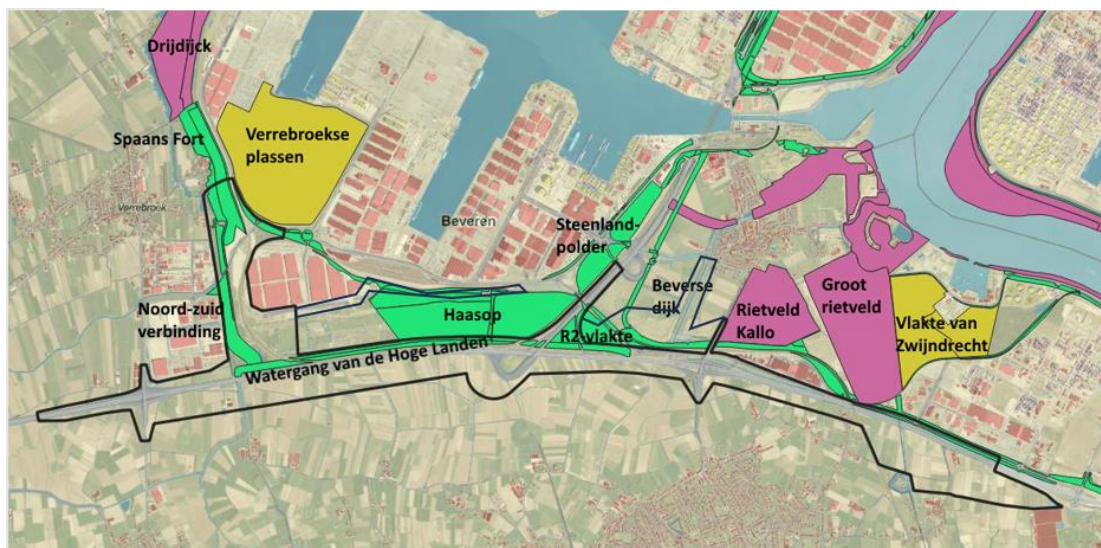 Drijdijck
Spaans Fort
Verrebroekse
plassen
Verrebroek
Beveren
Steenland-
polder
Noord-zuid
verbinding
Haasop
Beverse
dijk
Rietveld
Kallo
Groot
rietveld
Vlakte van
Zwijndrecht
R2-vlakte
Watergang van de Hoge Landen